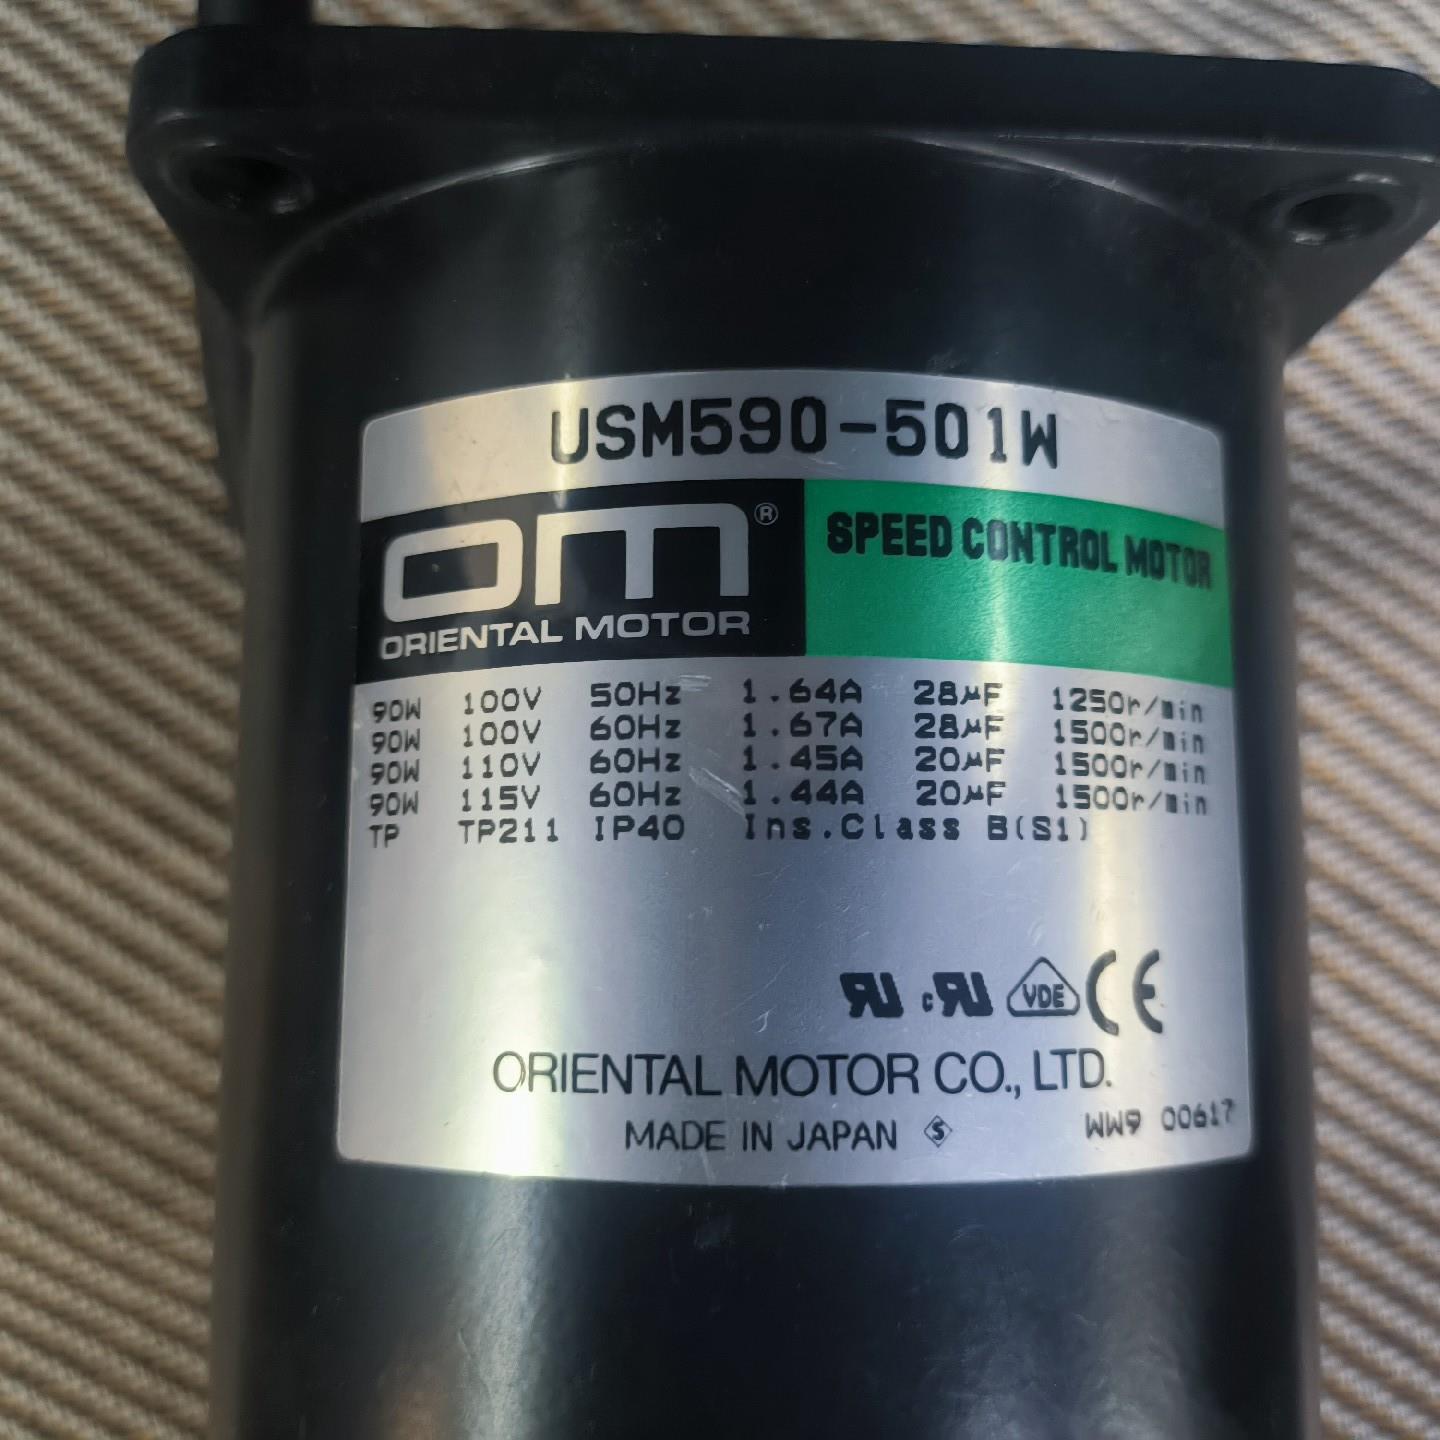 USM590-501W
OM®
ORIENTAL MOTOR
SPEED CONTROL MOTOR
90W 100V 50Hz 1.64A 28μF 1250r/min
90W 100V 60Hz 1.67A 28μF 1500r/min
90W 110V 60Hz 1.45A 20μF 1500r/min
90W 115V 60Hz 1.44A 20μF 1500r/min
TP TP211 IP40 Ins.Class B(S1)
RU c RU VDE CE
ORIENTAL MOTOR CO., LTD.
MADE IN JAPAN S WW9 00617